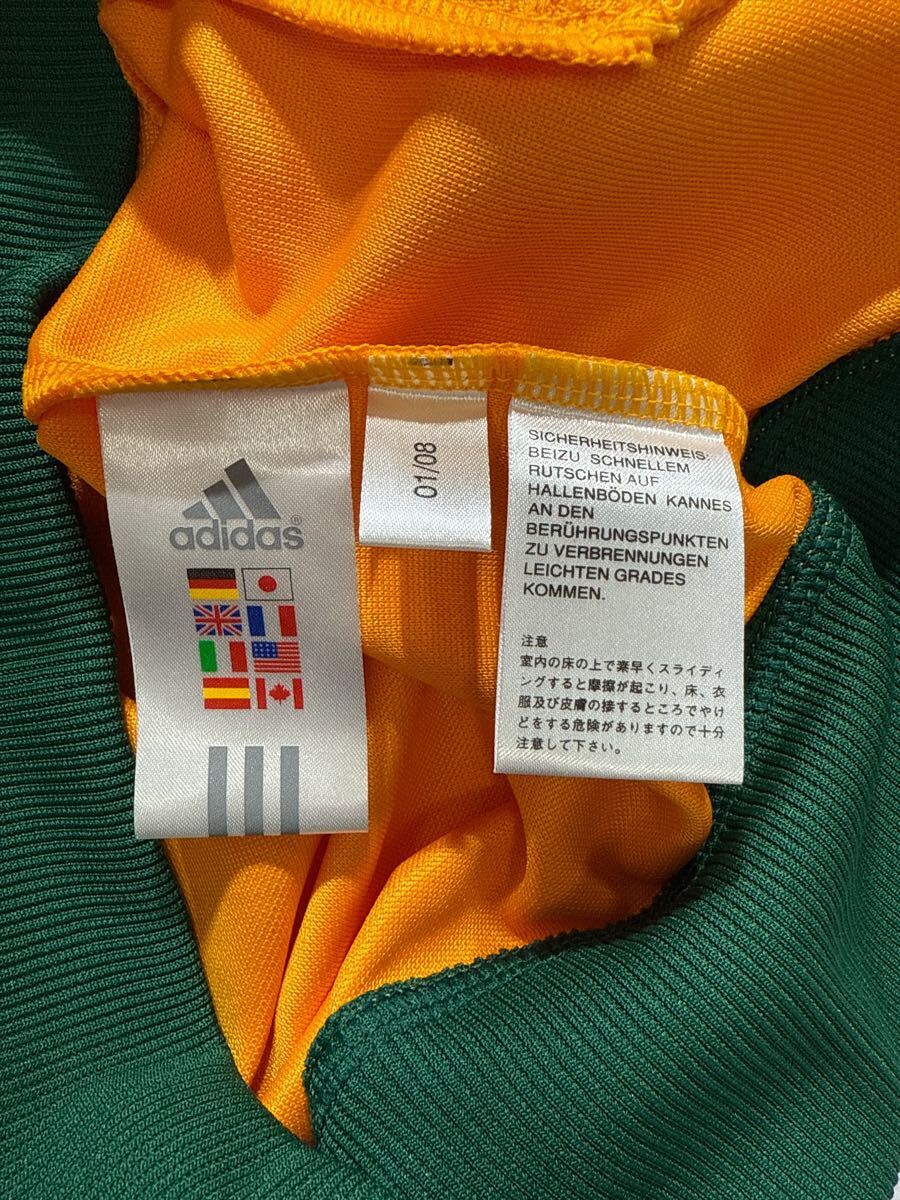 adidas®
01/08
SICHERHEITSHINWEIS:
BEIZU SCHNELLEM
RUTSCHEN AUF
HALLENBÖDEN KANNES
AN DEN
BERÜHRUNGSPUNKTEN
ZU VERBRENNUNGEN
LEICHTEN GRADES
KOMMEN.
注意
室内の床の上で素早くスライディ
ングすると摩擦が起こり、床、衣
服及び皮膚の接するところでやけ
どをする危険がありますので十分
注意して下さい。